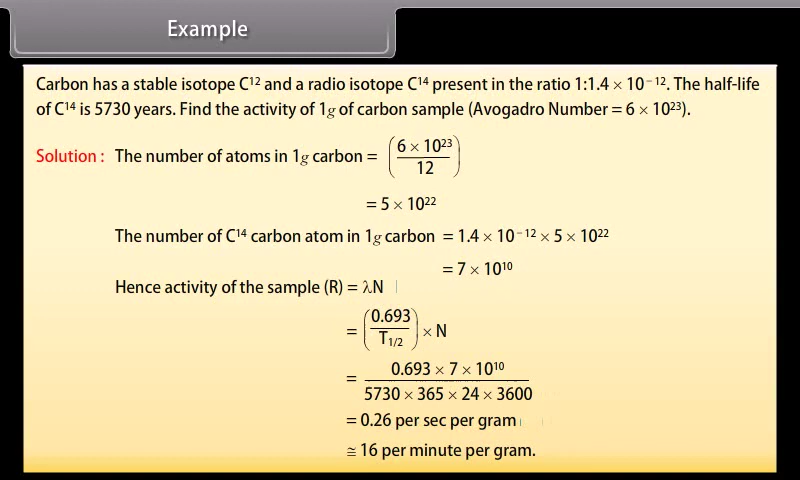 Example
Carbon has a stable isotope C¹² and a radio isotope C¹⁴ present in the ratio 1:1.4 × 10⁻¹². The half-life
of C¹⁴ is 5730 years. Find the activity of 1g of carbon sample (Avogadro Number = 6 × 10²³).
Solution : The number of atoms in 1g carbon = (6 × 10²³ / 12)
= 5 × 10²²
The number of C¹⁴ carbon atom in 1g carbon = 1.4 × 10⁻¹² × 5 × 10²²
= 7 × 10¹⁰
Hence activity of the sample (R) = λN
= (0.693 / T₁/₂) × N
= 0.693 × 7 × 10¹⁰ / 5730 × 365 × 24 × 3600
= 0.26 per sec per gram
≅ 16 per minute per gram.